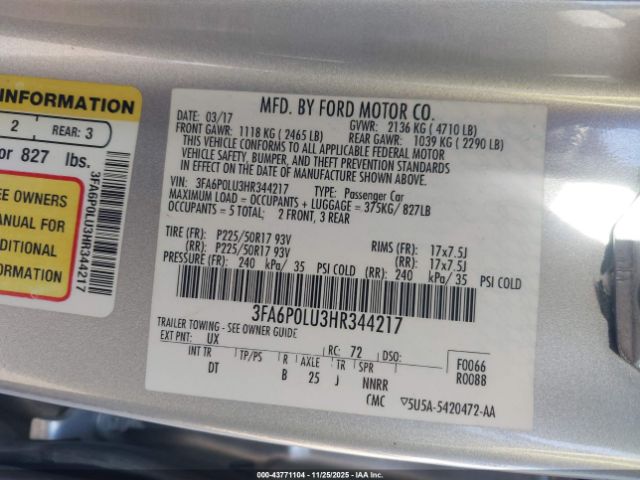 INFORMATION
2
REAR: 3
or 827 lbs.
EE OWNERS
ANUAL FOR
DDITIONAL
FORMATION
3FA6P0LU3HR344217
MFD. BY FORD MOTOR CO.
03/17
GVWR: 2136 KG ( 4710 LB)
FRONT GAWR: 1118 KG ( 2465 LB)
REAR GAWR: 1039 KG ( 2290 LB)
THIS VEHICLE CONFORMS TO ALL APPLICABLE FEDERAL MOTOR
VEHICLE SAFETY, BUMPER, AND THEFT PREVENTION STANDARDS
IN EFFECT ON THE DATE OF MANUFACTURE SHOWN ABOVE.
VIN: 3FA6P0LU3HR344217 TYPE: Passenger Car
MAXIMUM LOAD = OCCUPANTS + LUGGAGE = 375KG/ 827LB
OCCUPANTS = 5 TOTAL: 2 FRONT, 3 REAR
TIRE (FR): P225/50R17 93V RIMS (FR): 17x7.5J
(RR): P225/50R17 93V (RR): 17x7.5J
PRESSURE (FR): 240 kPa/ 35 PSI COLD (RR): 240 kPa/ 35 PSI COLD
3FA6P0LU3HR344217
TRAILER TOWING - SEE OWNER GUIDE
EXT PNT: UX RC: 72 DSO: F0066
R0088
INT TR TP/PS R AXLE TR SPR
DT B 25 J NNRR
CMC ▽5U5A-5420472-AA
000-43771104 - 11/25/2025 - Copyright © 2025 IAA, Inc.